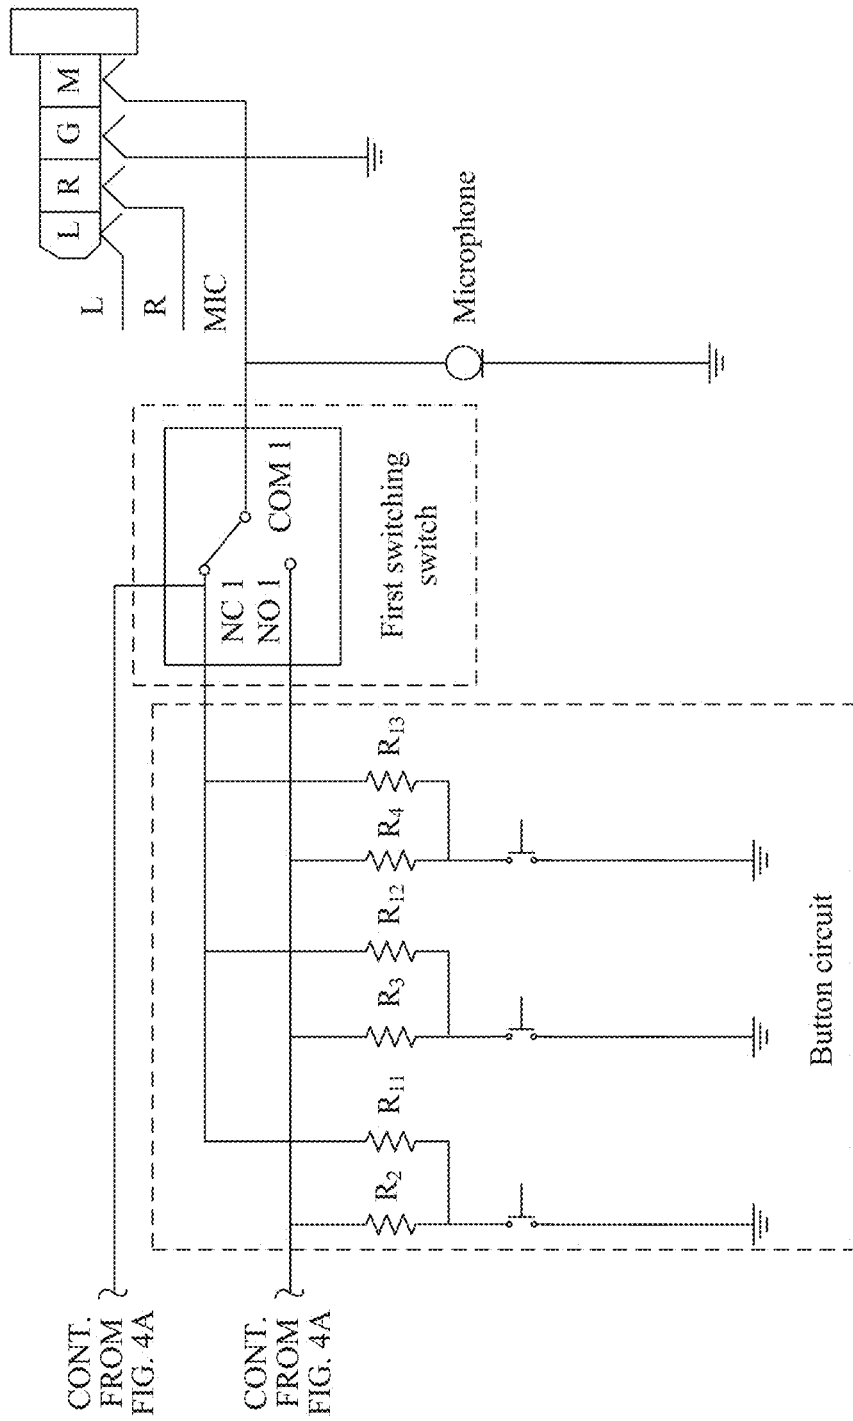 L
R
G
M
L
R
MIC
Microphone
COM 1
NC 1
NO 1
First switching
switch
R₂
R₁₁
R₃
R₁₂
R₄
R₁₃
Button circuit
CONT.
FROM
FIG. 4A
CONT.
FROM
FIG. 4A